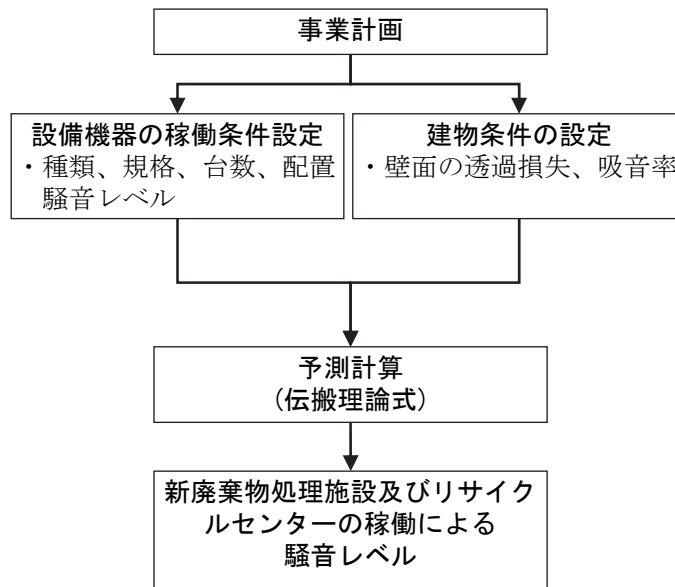 事業計画
設備機器の稼働条件設定
・種類、規格、台数、配置
騒音レベル
建物条件の設定
・壁面の透過損失、吸音率
予測計算
(伝搬理論式)
新廃棄物処理施設及びリサイク
ルセンターの稼働による
騒音レベル